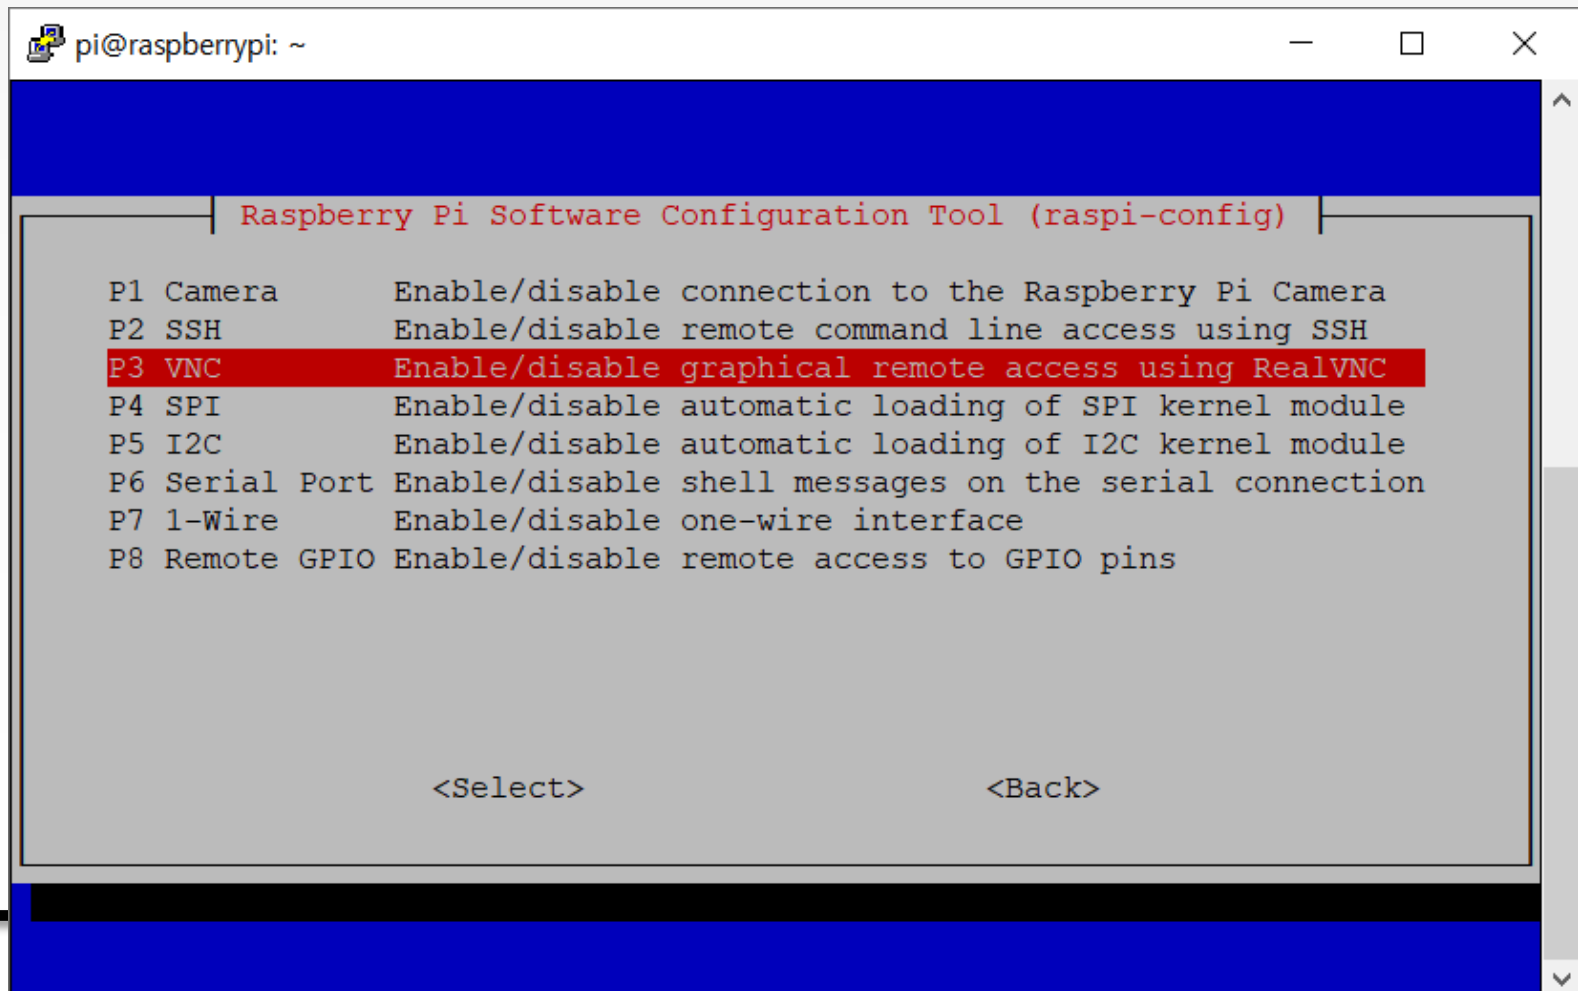 pi@raspberrypi: ~
Raspberry Pi Software Configuration Tool (raspi-config)
P1 Camera Enable/disable connection to the Raspberry Pi Camera
P2 SSH Enable/disable remote command line access using SSH
P3 VNC Enable/disable graphical remote access using RealVNC
P4 SPI Enable/disable automatic loading of SPI kernel module
P5 I2C Enable/disable automatic loading of I2C kernel module
P6 Serial Port Enable/disable shell messages on the serial connection
P7 1-Wire Enable/disable one-wire interface
P8 Remote GPIO Enable/disable remote access to GPIO pins
<Select> <Back>